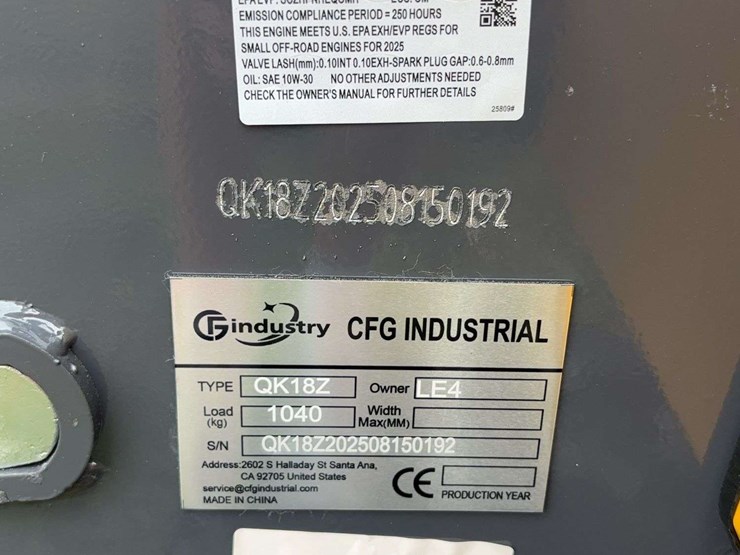 EMISSION COMPLIANCE PERIOD = 250 HOURS
THIS ENGINE MEETS U.S. EPA EXH/EVP REGS FOR
SMALL OFF-ROAD ENGINES FOR 2025
VALVE LASH(mm):0.10INT 0.10EXH-SPARK PLUG GAP:0.6-0.8mm
OIL: SAE 10W-30 NO OTHER ADJUSTMENTS NEEDED
CHECK THE OWNER'S MANUAL FOR FURTHER DETAILS
25809#
QK18Z202508150192
CFindustry CFG INDUSTRIAL
TYPE QK18Z Owner LE4
Load (kg) 1040 Width Max(MM)
S/N QK18Z202508150192
Address:2602 S Halladay St Santa Ana,
CA 92705 United States
service@cfgindustrial.com
MADE IN CHINA
CE PRODUCTION YEAR